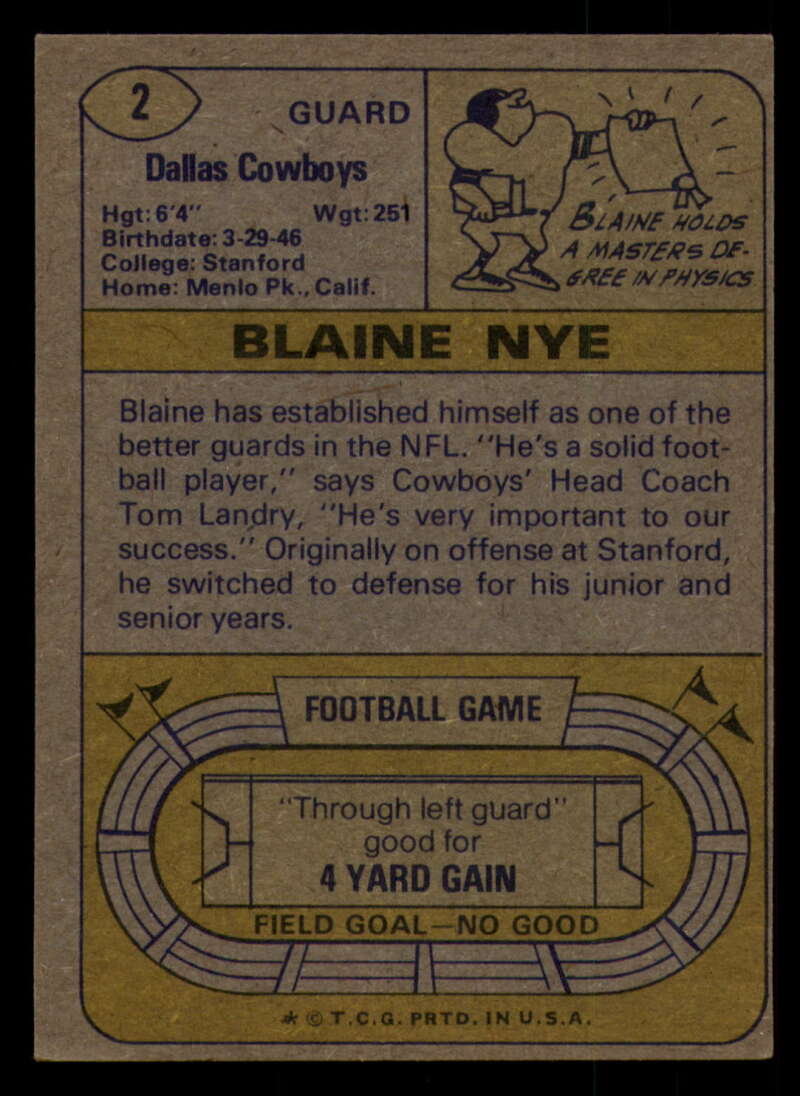 2
GUARD
Dallas Cowboys
Hgt: 6'4" Wgt: 251
Birthdate: 3-29-46
College: Stanford
Home: Menlo Pk., Calif.
BLAINE HOLDS
A MASTERS DE-
GREE IN PHYSICS
BLAINE NYE
Blaine has established himself as one of the
better guards in the NFL. "He's a solid foot-
ball player," says Cowboys' Head Coach
Tom Landry, "He's very important to our
success." Originally on offense at Stanford,
he switched to defense for his junior and
senior years.
FOOTBALL GAME
"Through left guard"
good for
4 YARD GAIN
FIELD GOAL—NO GOOD
* © T.C.G. PRTD. IN U.S.A.